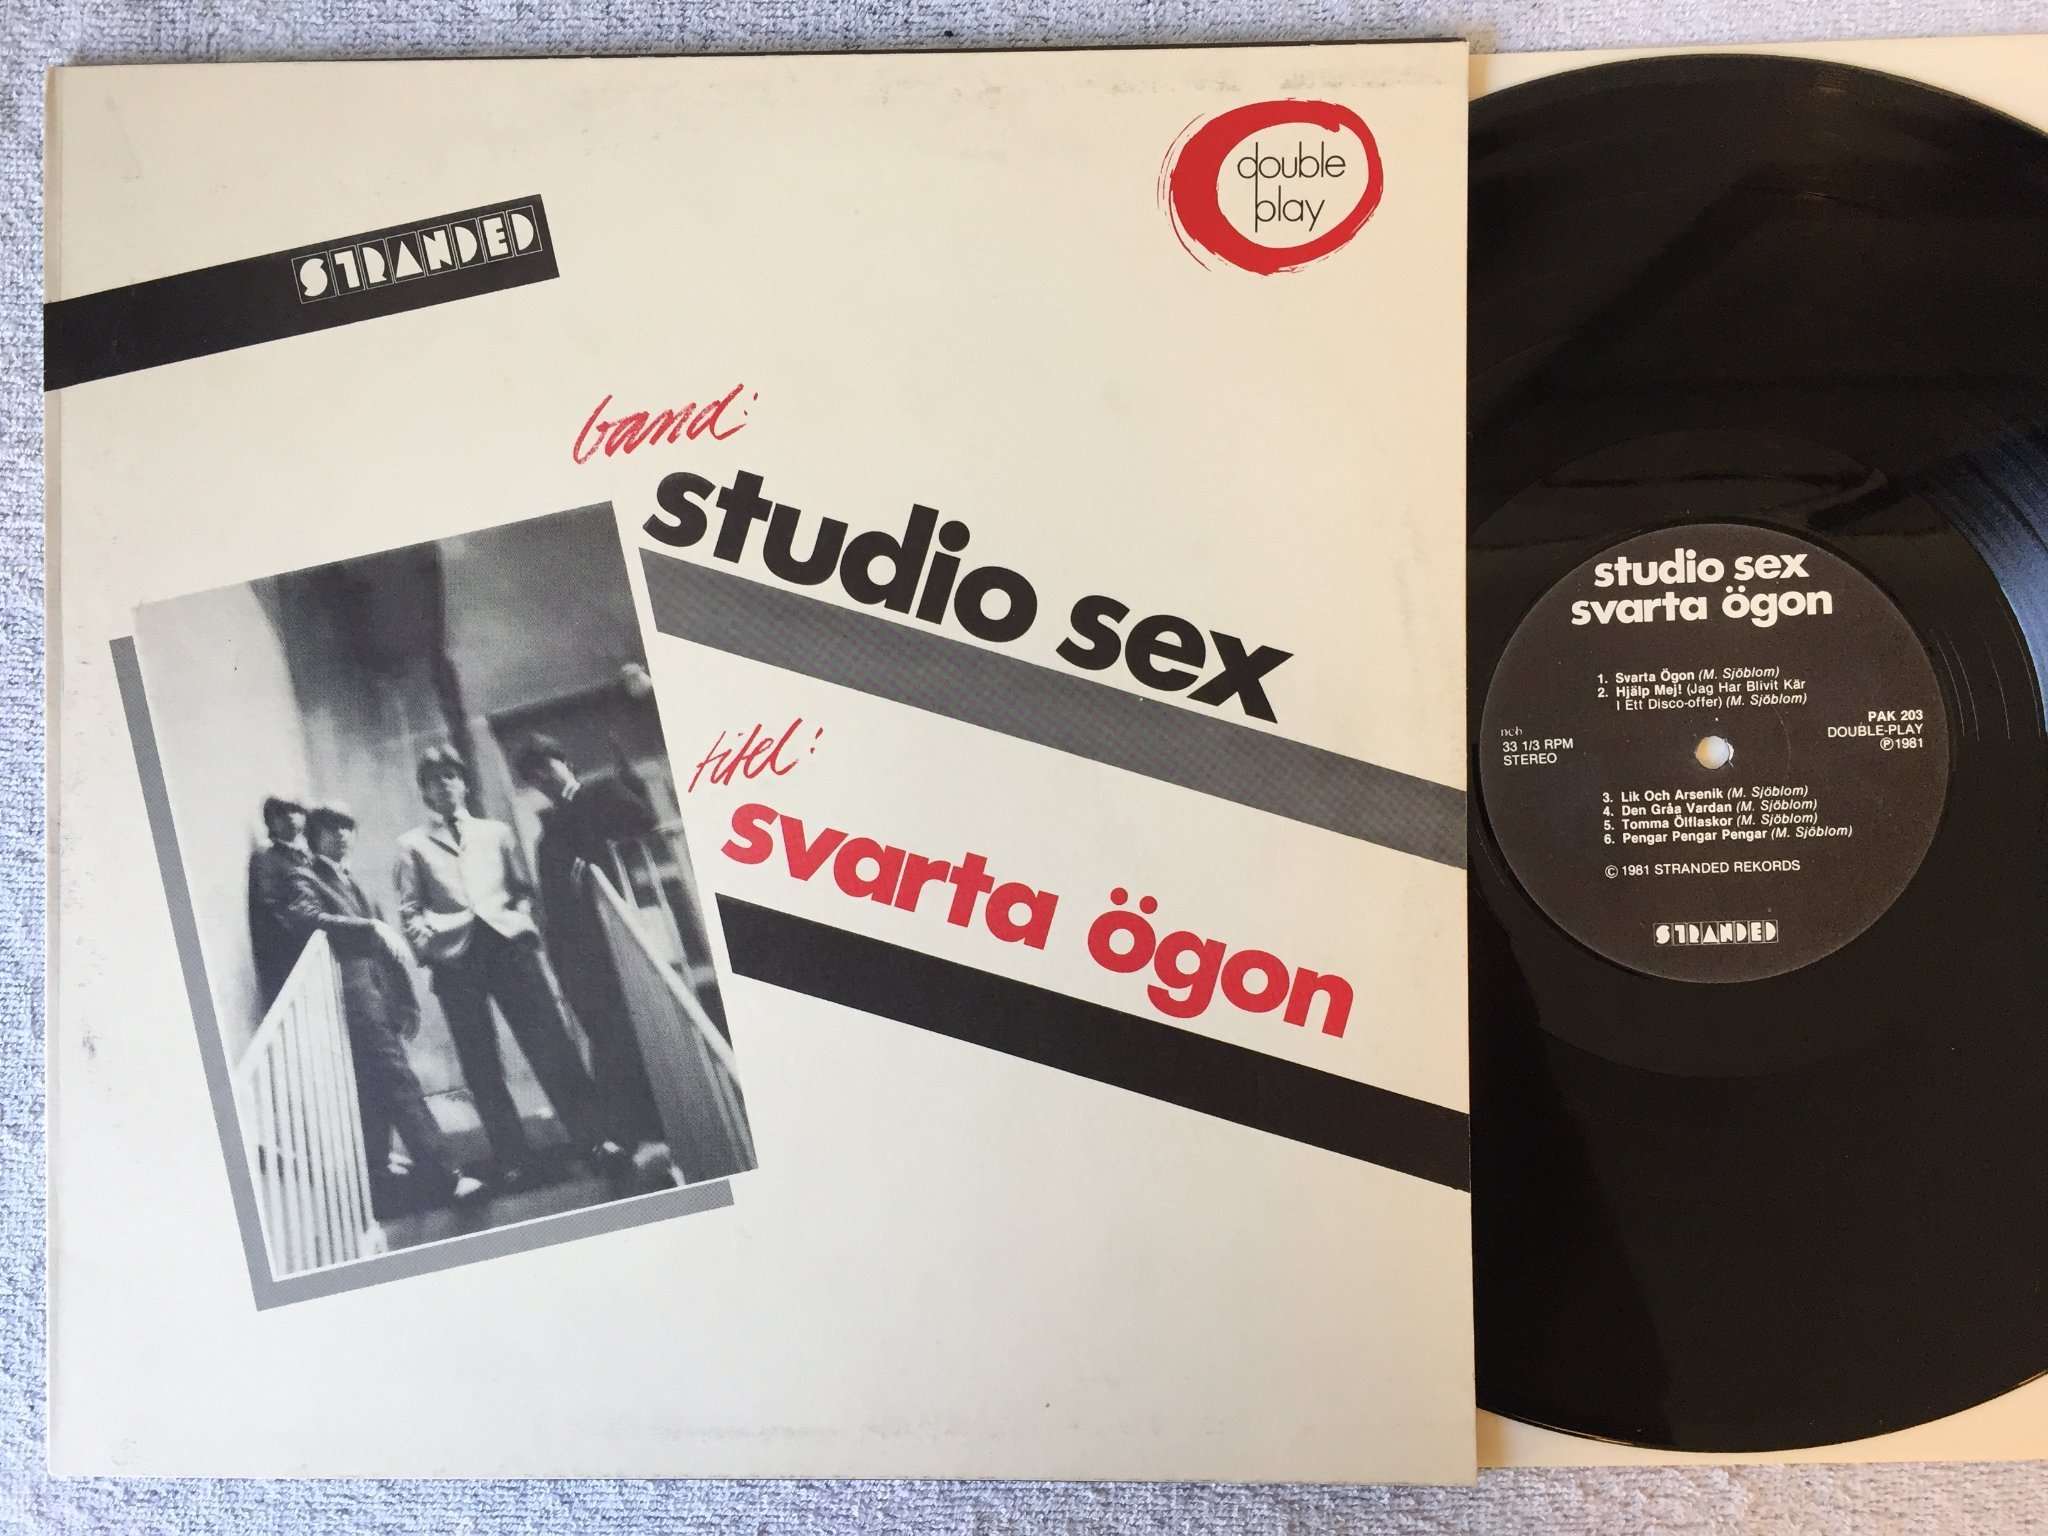 STRANDED
double
play
band:
studio sex
titel:
svarta ögon
studio sex
svarta ögon
1. Svarta Ögon (M. Sjöblom)
2. Hjälp Mej! (Jag Har Blivit Kär
I Ett Disco-offer) (M. Sjöblom)
ncb
33 1/3 RPM
STEREO
PAK 203
DOUBLE-PLAY
Ⓟ1981
3. Lik Och Arsenik (M. Sjöblom)
4. Den Gråa Vardan (M. Sjöblom)
5. Tomma Ölflaskor (M. Sjöblom)
6. Pengar Pengar Pengar (M. Sjöblom)
© 1981 STRANDED REKORDS
STRANDED